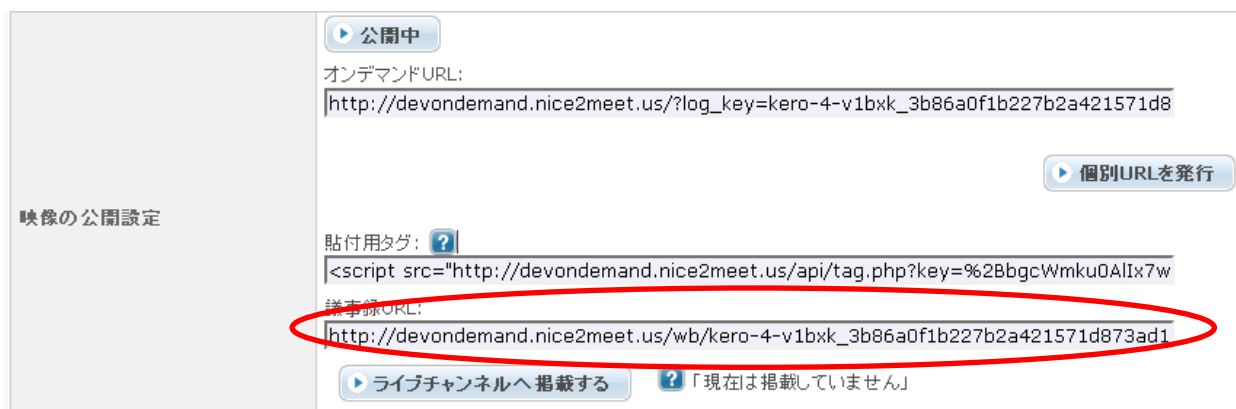 公開中
オンデマンドURL:
http://devondemand.nice2meet.us/?log_key=kero-4-v1bxk_3b86a0f1b227b2a421571d8
個別URLを発行
映像の公開設定
貼付用タグ: ?
<script src="http://devondemand.nice2meet.us/api/tag.php?key=%2BbgcWmku0AlIx7w
議事録URL:
http://devondemand.nice2meet.us/wb/kero-4-v1bxk_3b86a0f1b227b2a421571d873ad1
ライブチャンネルへ掲載する ?「現在は掲載していません」